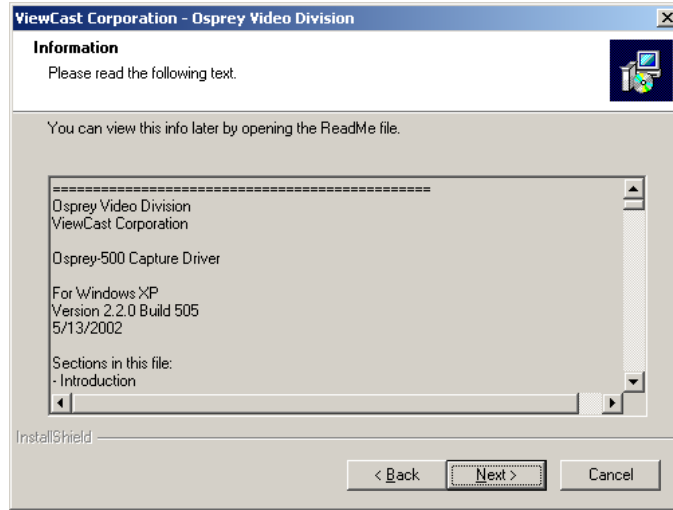 ViewCast Corporation - Osprey Video Division
Information
Please read the following text.
You can view this info later by opening the ReadMe file.
===============================================
Osprey Video Division
ViewCast Corporation
Osprey-500 Capture Driver
For Windows XP
Version 2.2.0 Build 505
5/13/2002
Sections in this file:
- Introduction
InstallShield
< Back
Next >
Cancel